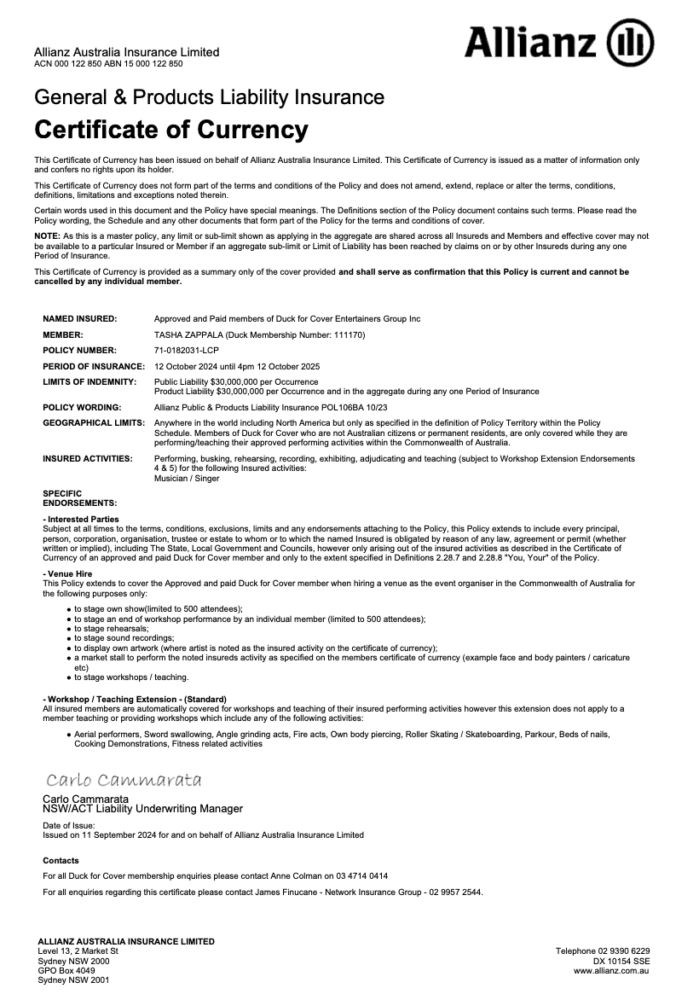 Allianz
Allianz Australia Insurance Limited
ACN 000 122 850 ABN 15 000 122 850
General & Products Liability Insurance
Certificate of Currency
This Certificate of Currency has been issued on behalf of Allianz Australia Insurance Limited. This Certificate of Currency is issued as a matter of information only
and confers no rights upon its holder.
This Certificate of Currency does not form part of the terms and conditions of the Policy and does not amend, extend, replace or alter the terms, conditions,
definitions, limitations and exceptions noted therein.
Certain words used in this document and the Policy have special meanings. The Definitions section of the Policy document contains such terms. Please read the
Policy wording, the Schedule and any other documents that form part of the Policy for the terms and conditions of cover.
NOTE: As this is a master policy, any limit or sub-limit shown as applying in the aggregate are shared across all Insureds and Members and effective cover may not
be available to a particular Insured or Member if an aggregate sub-limit or Limit of Liability has been reached by claims on or by other Insureds during any one
Period of Insurance.
This Certificate of Currency is provided as a summary only of the cover provided and shall serve as confirmation that this Policy is current and cannot be
cancelled by any individual member.
NAMED INSURED: Approved and Paid members of Duck for Cover Entertainers Group Inc
MEMBER: TASHA ZAPPALA (Duck Membership Number: 111170)
POLICY NUMBER: 71-0182031-LCP
PERIOD OF INSURANCE: 12 October 2024 until 4pm 12 October 2025
LIMITS OF INDEMNITY: Public Liability $30,000,000 per Occurrence
Product Liability $30,000,000 per Occurrence and in the aggregate during any one Period of Insurance
POLICY WORDING: Allianz Public & Products Liability Insurance POL106BA 10/23
GEOGRAPHICAL LIMITS: Anywhere in the world including North America but only as specified in the definition of Policy Territory within the Policy
Schedule. Members of Duck for Cover who are not Australian citizens or permanent residents, are only covered while they are
performing/teaching their approved performing activities within the Commonwealth of Australia.
INSURED ACTIVITIES: Performing, busking, rehearsing, recording, exhibiting, adjudicating and teaching (subject to Workshop Extension Endorsements
4 & 5) for the following Insured activities:
Musician / Singer
SPECIFIC
ENDORSEMENTS:
- Interested Parties
Subject at all times to the terms, conditions, exclusions, limits and any endorsements attaching to the Policy, this Policy extends to include every principal,
person, corporation, organisation, trustee or estate to whom or to which the named Insured is obligated by reason of any law, agreement or permit (whether
written or implied), including The State, Local Government and Councils, however only arising out of the insured activities as described in the Certificate of
Currency of an approved and paid Duck for Cover member and only to the extent specified in Definitions 2.28.7 and 2.28.8 "You, Your" of the Policy.
- Venue Hire
This Policy extends to cover the Approved and paid Duck for Cover member when hiring a venue as the event organiser in the Commonwealth of Australia for
the following purposes only:
● to stage own show(limited to 500 attendees);
● to stage an end of workshop performance by an individual member (limited to 500 attendees);
● to stage rehearsals;
● to stage sound recordings;
● to display own artwork (where artist is noted as the insured activity on the certificate of currency);
● a market stall to perform the noted insureds activity as specified on the members certificate of currency (example face and body painters / caricature
etc)
● to stage workshops / teaching.
- Workshop / Teaching Extension - (Standard)
All insured members are automatically covered for workshops and teaching of their insured performing activities however this extension does not apply to a
member teaching or providing workshops which include any of the following activities:
● Aerial performers, Sword swallowing, Angle grinding acts, Fire acts, Own body piercing, Roller Skating / Skateboarding, Parkour, Beds of nails,
Cooking Demonstrations, Fitness related activities
Carlo Cammarata
Carlo Cammarata
NSW/ACT Liability Underwriting Manager
Date of Issue:
Issued on 11 September 2024 for and on behalf of Allianz Australia Insurance Limited
Contacts
For all Duck for Cover membership enquiries please contact Anne Colman on 03 4714 0414
For all enquiries regarding this certificate please contact James Finucane - Network Insurance Group - 02 9957 2544.
ALLIANZ AUSTRALIA INSURANCE LIMITED
Level 13, 2 Market St
Sydney NSW 2000
GPO Box 4049
Sydney NSW 2001
Telephone 02 9390 6229
DX 10154 SSE
www.allianz.com.au